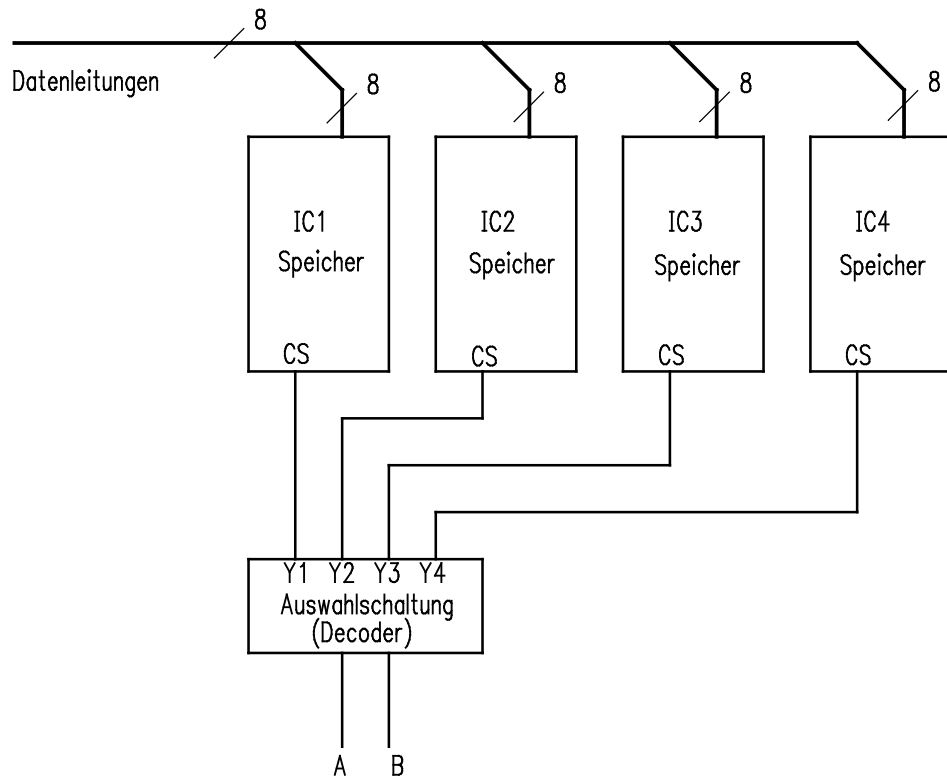 8
Datenleitungen
8 8 8 8
IC1 IC2 IC3 IC4
Speicher Speicher Speicher Speicher
CS CS CS CS
Y1 Y2 Y3 Y4
Auswahlschaltung
(Decoder)
A B